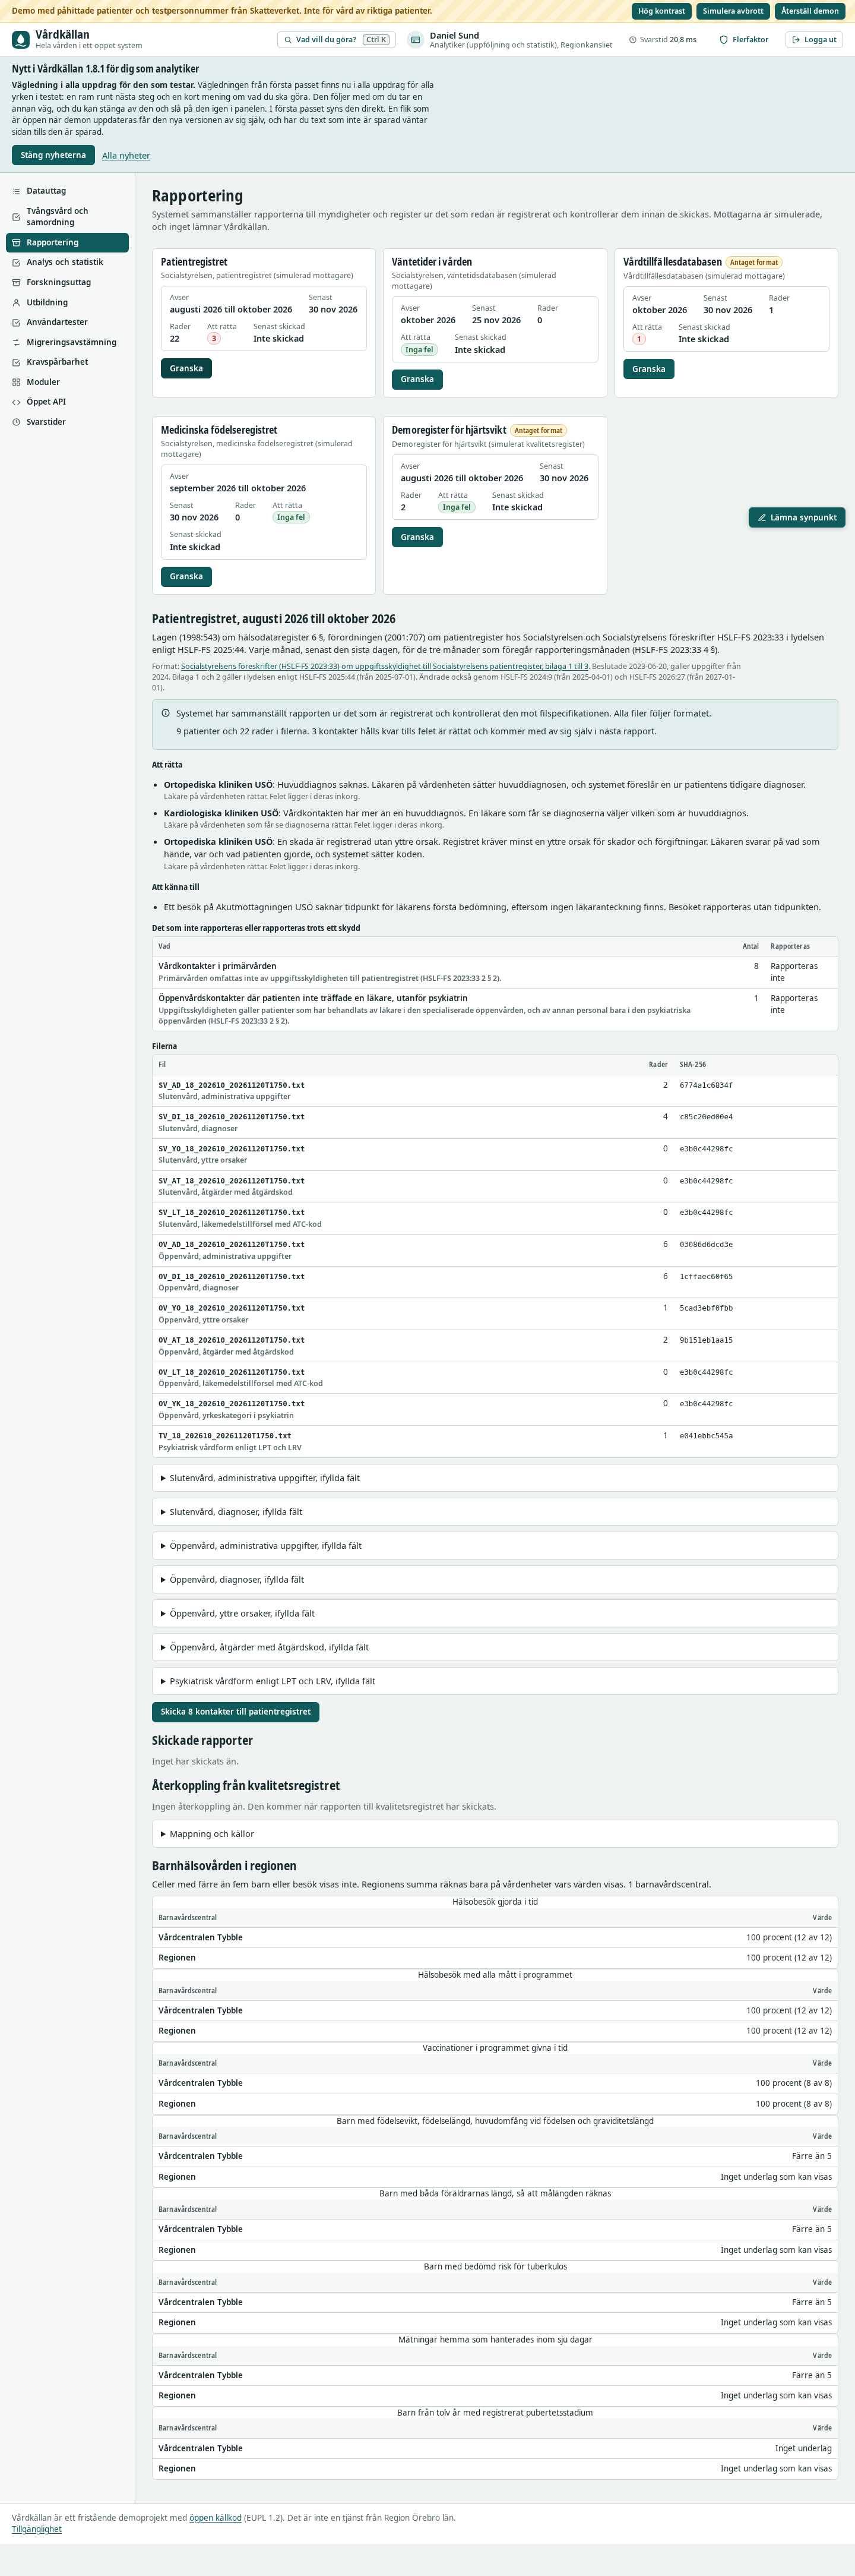 Demo med påhittade patienter och testpersonnummer från Skatteverket. Inte för vård av riktiga patienter.
Hög kontrast
Simulera avbrott
Återställ demon
Vårdkällan
Hela vården i ett öppet system
Vad vill du göra? Ctrl K
Daniel Sund
Analytiker (uppföljning och statistik), Regionkansliet
Svarstid 20,8 ms
Flerfaktor
Logga ut
Nytt i Vårdkällan 1.8.1 för dig som analytiker
Vägledning i alla uppdrag för den som testar. Vägledningen från första passet finns nu i alla uppdrag för alla
yrken i testet: en ram runt nästa steg och en kort mening om vad du ska göra. Den följer med om du tar en
annan väg, och du kan stänga av den och slå på den igen i panelen. I första passet syns den direkt. En flik som
är öppen när demon uppdateras får den nya versionen av sig själv, och har du text som inte är sparad väntar
sidan tills den är sparad.
Stäng nyheterna
Alla nyheter
Datauttag
Tvångsvård och
samordning
Rapportering
Analys och statistik
Forskningsuttag
Utbildning
Användartester
Migreringsavstämning
Kravspårbarhet
Moduler
Öppet API
Svarstider
Rapportering
Systemet sammanställer rapporterna till myndigheter och register ur det som redan är registrerat och kontrollerar dem innan de skickas. Mottagarna är simulerade,
och inget lämnar Vårdkällan.
Patientregistret
Socialstyrelsen, patientregistret (simulerad mottagare)
Avser
augusti 2026 till oktober 2026
Senast
30 nov 2026
Rader
22
Att rätta
3
Senast skickad
Inte skickad
Granska
Väntetider i vården
Socialstyrelsen, väntetidsdatabasen (simulerad
mottagare)
Avser
oktober 2026
Senast
25 nov 2026
Rader
0
Att rätta
Inga fel
Senast skickad
Inte skickad
Granska
Vårdtillfällesdatabasen Antaget format
Vårdtillfällesdatabasen (simulerad mottagare)
Avser
oktober 2026
Senast
30 nov 2026
Rader
1
Att rätta
1
Senast skickad
Inte skickad
Granska
Medicinska födelseregistret
Socialstyrelsen, medicinska födelseregistret (simulerad
mottagare)
Avser
september 2026 till oktober 2026
Senast
30 nov 2026
Rader
0
Att rätta
Inga fel
Senast skickad
Inte skickad
Granska
Demoregister för hjärtsvikt Antaget format
Demoregister för hjärtsvikt (simulerat kvalitetsregister)
Avser
augusti 2026 till oktober 2026
Senast
30 nov 2026
Rader
2
Att rätta
Inga fel
Senast skickad
Inte skickad
Granska
Lämna synpunkt
Patientregistret, augusti 2026 till oktober 2026
Lagen (1998:543) om hälsodataregister 6 §, förordningen (2001:707) om patientregister hos Socialstyrelsen och Socialstyrelsens föreskrifter HSLF-FS 2023:33 i lydelsen
enligt HSLF-FS 2025:44. Varje månad, senast den sista dagen, för de tre månader som föregår rapporteringsmånaden (HSLF-FS 2023:33 4 §).
Format: Socialstyrelsens föreskrifter (HSLF-FS 2023:33) om uppgiftsskyldighet till Socialstyrelsens patientregister, bilaga 1 till 3. Beslutade 2023-06-20, gäller uppgifter från
2024. Bilaga 1 och 2 gäller i lydelsen enligt HSLF-FS 2025:44 (från 2025-07-01). Ändrade också genom HSLF-FS 2024:9 (från 2025-04-01) och HSLF-FS 2026:27 (från 2027-01-
01).
Systemet har sammanställt rapporten ur det som är registrerat och kontrollerat den mot filspecifikationen. Alla filer följer formatet.
9 patienter och 22 rader i filerna. 3 kontakter hålls kvar tills felet är rättat och kommer med av sig själv i nästa rapport.
Att rätta
Ortopediska kliniken USÖ: Huvuddiagnos saknas. Läkaren på vårdenheten sätter huvuddiagnosen, och systemet föreslår en ur patientens tidigare diagnoser.
Läkare på vårdenheten rättar. Felet ligger i deras inkorg.
Kardiologiska kliniken USÖ: Vårdkontakten har mer än en huvuddiagnos. En läkare som får se diagnoserna väljer vilken som är huvuddiagnos.
Läkare på vårdenheten som får se diagnoserna rättar. Felet ligger i deras inkorg.
Ortopediska kliniken USÖ: En skada är registrerad utan yttre orsak. Registret kräver minst en yttre orsak för skador och förgiftningar. Läkaren svarar på vad som
hände, var och vad patienten gjorde, och systemet sätter koden.
Läkare på vårdenheten rättar. Felet ligger i deras inkorg.
Att känna till
Ett besök på Akutmottagningen USÖ saknar tidpunkt för läkarens första bedömning, eftersom ingen läkaranteckning finns. Besöket rapporteras utan tidpunkten.
Det som inte rapporteras eller rapporteras trots ett skydd
Vad Antal Rapporteras
Vårdkontakter i primärvården 8 Rapporteras inte
Primärvården omfattas inte av uppgiftsskyldigheten till patientregistret (HSLF-FS 2023:33 2 § 2).
Öppenvårdskontakter där patienten inte träffade en läkare, utanför psykiatrin 1 Rapporteras inte
Uppgiftsskyldigheten gäller patienter som har behandlats av läkare i den specialiserade öppenvården, och av annan personal bara i den psykiatriska
öppenvården (HSLF-FS 2023:33 2 § 2).
Filerna
Fil Rader SHA-256
SV_AD_18_202610_20261120T1750.txt 2 6774a1c6834f
Slutenvård, administrativa uppgifter
SV_DI_18_202610_20261120T1750.txt 4 c85c20ed00e4
Slutenvård, diagnoser
SV_YO_18_202610_20261120T1750.txt 0 e3b0c44298fc
Slutenvård, yttre orsaker
SV_AT_18_202610_20261120T1750.txt 0 e3b0c44298fc
Slutenvård, åtgärder med åtgärdskod
SV_LT_18_202610_20261120T1750.txt 0 e3b0c44298fc
Slutenvård, läkemedelstillförsel med ATC-kod
OV_AD_18_202610_20261120T1750.txt 6 03086d6dcd3e
Öppenvård, administrativa uppgifter
OV_DI_18_202610_20261120T1750.txt 6 1cffaec60f65
Öppenvård, diagnoser
OV_YO_18_202610_20261120T1750.txt 1 5cad3ebf0fbb
Öppenvård, yttre orsaker
OV_AT_18_202610_20261120T1750.txt 2 9b151eb1aa15
Öppenvård, åtgärder med åtgärdskod
OV_LT_18_202610_20261120T1750.txt 0 e3b0c44298fc
Öppenvård, läkemedelstillförsel med ATC-kod
OV_YK_18_202610_20261120T1750.txt 0 e3b0c44298fc
Öppenvård, yrkeskategori i psykiatrin
TV_18_202610_20261120T1750.txt 1 e041ebbc545a
Psykiatrisk vårdform enligt LPT och LRV
Slutenvård, administrativa uppgifter, ifyllda fält
Slutenvård, diagnoser, ifyllda fält
Öppenvård, administrativa uppgifter, ifyllda fält
Öppenvård, diagnoser, ifyllda fält
Öppenvård, yttre orsaker, ifyllda fält
Öppenvård, åtgärder med åtgärdskod, ifyllda fält
Psykiatrisk vårdform enligt LPT och LRV, ifyllda fält
Skicka 8 kontakter till patientregistret
Skickade rapporter
Inget har skickats än.
Återkoppling från kvalitetsregistret
Ingen återkoppling än. Den kommer när rapporten till kvalitetsregistret har skickats.
Mappning och källor
Barnhälsovården i regionen
Celler med färre än fem barn eller besök visas inte. Regionens summa räknas bara på vårdenheter vars värden visas. 1 barnavårdscentral.
Hälsobesök gjorda i tid
Barnavårdscentral Värde
Vårdcentralen Tybble 100 procent (12 av 12)
Regionen 100 procent (12 av 12)
Hälsobesök med alla mått i programmet
Barnavårdscentral Värde
Vårdcentralen Tybble 100 procent (12 av 12)
Regionen 100 procent (12 av 12)
Vaccinationer i programmet givna i tid
Barnavårdscentral Värde
Vårdcentralen Tybble 100 procent (8 av 8)
Regionen 100 procent (8 av 8)
Barn med födelsevikt, födelselängd, huvudomfång vid födelsen och graviditetslängd
Barnavårdscentral Värde
Vårdcentralen Tybble Färre än 5
Regionen Inget underlag som kan visas
Barn med båda föräldrarnas längd, så att målängden räknas
Barnavårdscentral Värde
Vårdcentralen Tybble Färre än 5
Regionen Inget underlag som kan visas
Barn med bedömd risk för tuberkulos
Barnavårdscentral Värde
Vårdcentralen Tybble Färre än 5
Regionen Inget underlag som kan visas
Mätningar hemma som hanterades inom sju dagar
Barnavårdscentral Värde
Vårdcentralen Tybble Färre än 5
Regionen Inget underlag som kan visas
Barn från tolv år med registrerat pubertetsstadium
Barnavårdscentral Värde
Vårdcentralen Tybble Inget underlag
Regionen Inget underlag som kan visas
Vårdkällan är ett fristående demoprojekt med öppen källkod (EUPL 1.2). Det är inte en tjänst från Region Örebro län.
Tillgänglighet